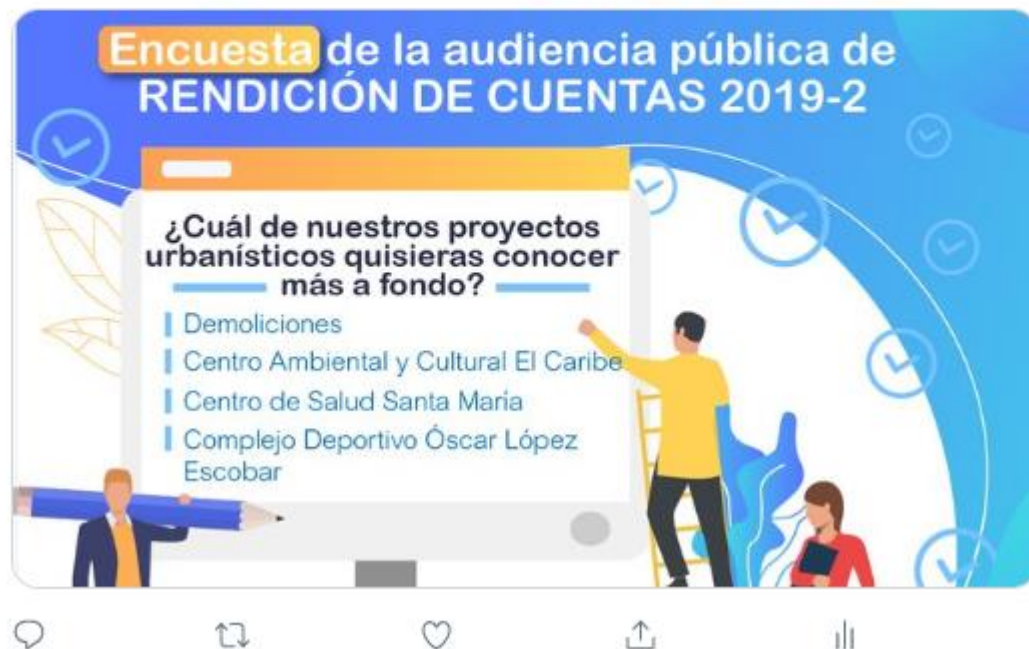 Encuesta de la audiencia pública de
RENDICIÓN DE CUENTAS 2019-2
¿Cuál de nuestros proyectos
urbanísticos quisieras conocer
más a fondo?
Demoliciones
Centro Ambiental y Cultural El Caribe
Centro de Salud Santa María
Complejo Deportivo Óscar López
Escobar